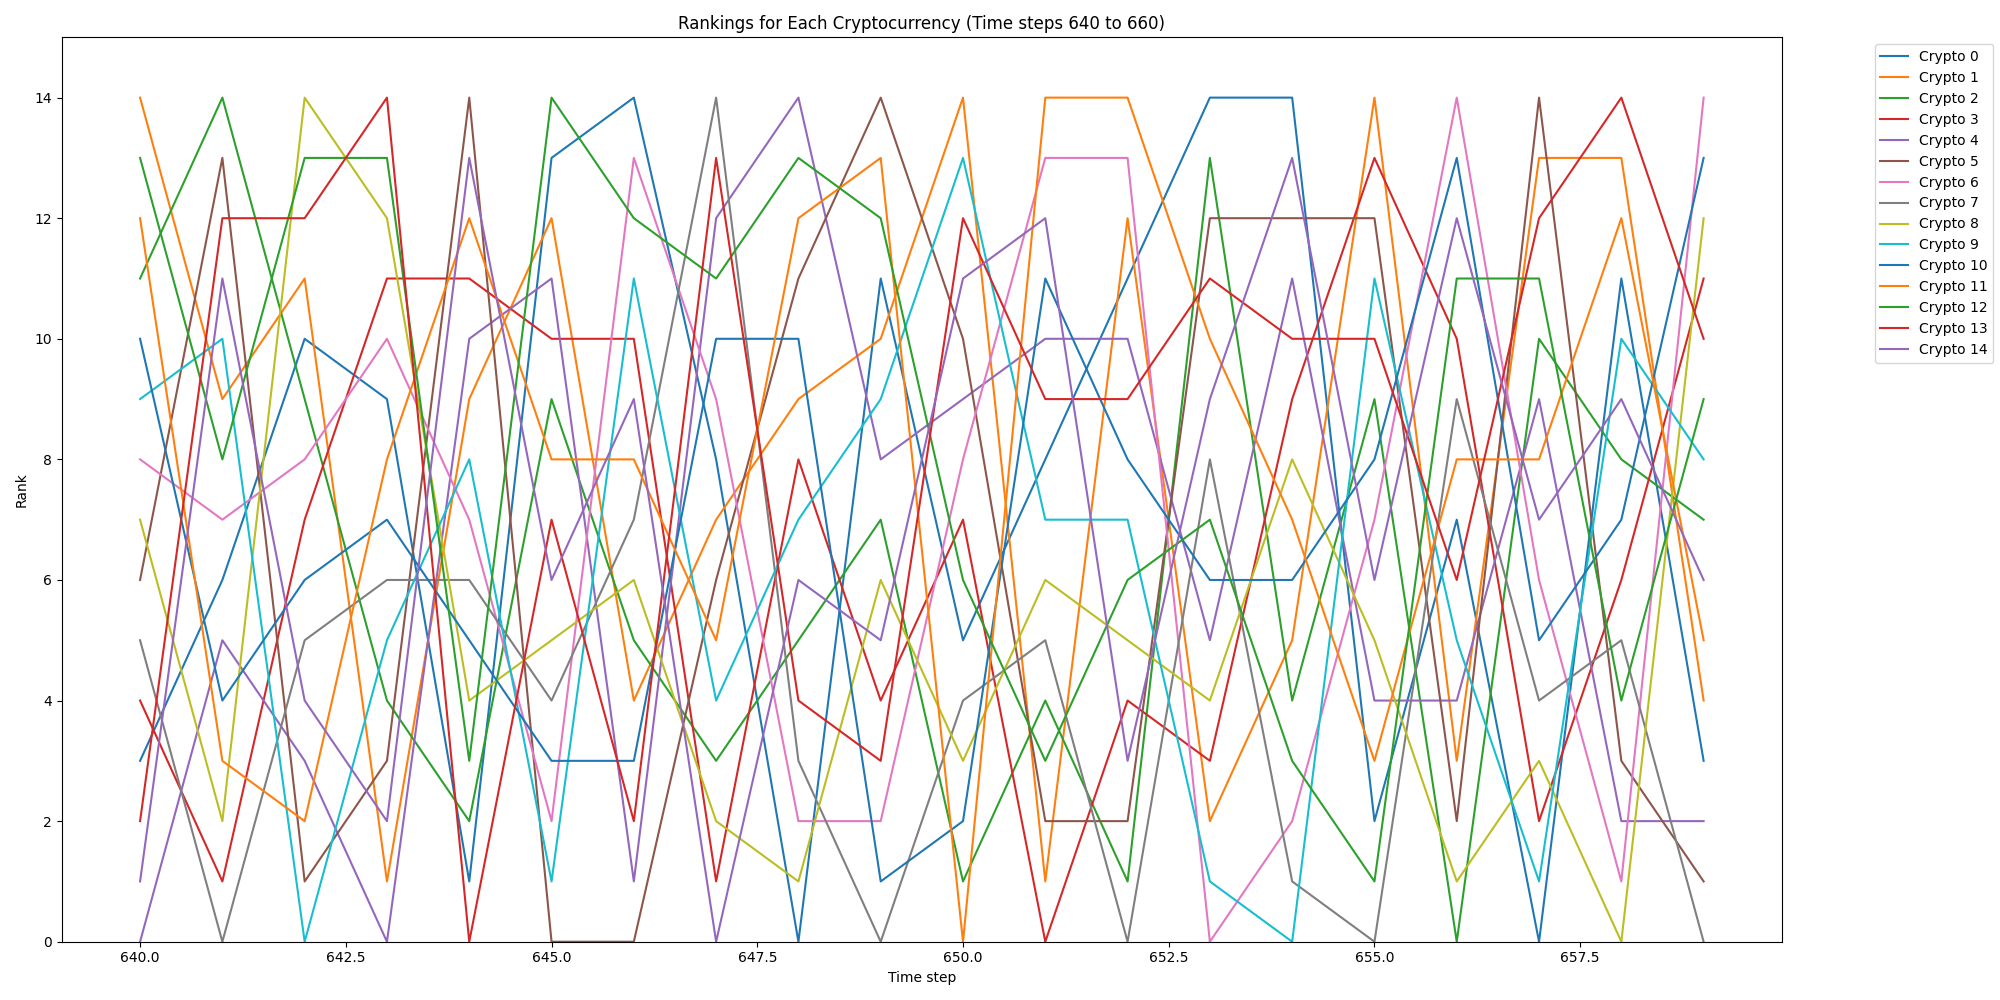 Rankings for Each Cryptocurrency (Time steps 640 to 660)
Rank
14
12
10
8
6
4
2
0
640.0 642.5 645.0 647.5 650.0 652.5 655.0 657.5
Time step
Crypto 0
Crypto 1
Crypto 2
Crypto 3
Crypto 4
Crypto 5
Crypto 6
Crypto 7
Crypto 8
Crypto 9
Crypto 10
Crypto 11
Crypto 12
Crypto 13
Crypto 14